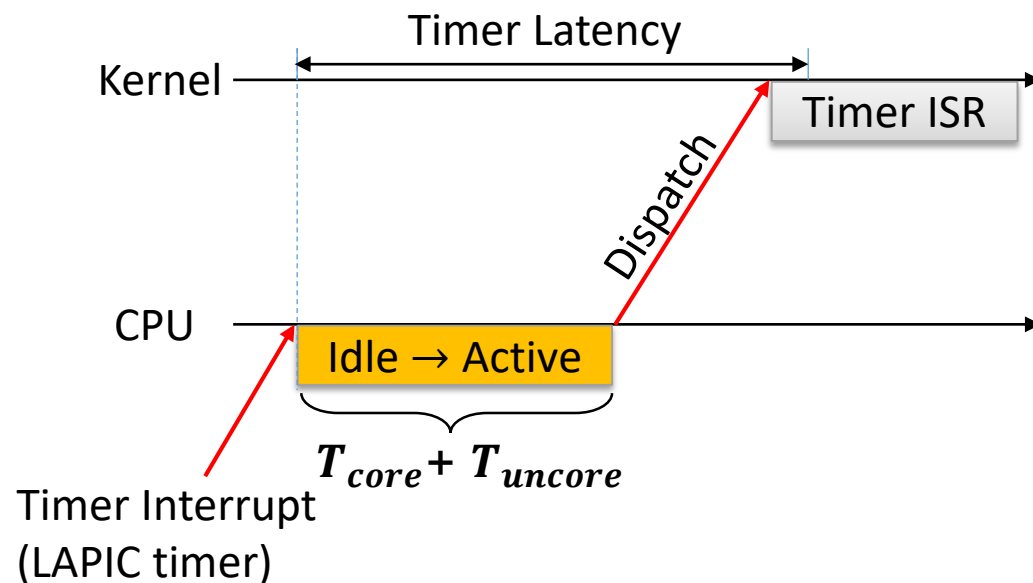 Timer Latency
Kernel
Timer ISR
Dispatch
CPU
Idle → Active
T_core + T_uncore
Timer Interrupt
(LAPIC timer)